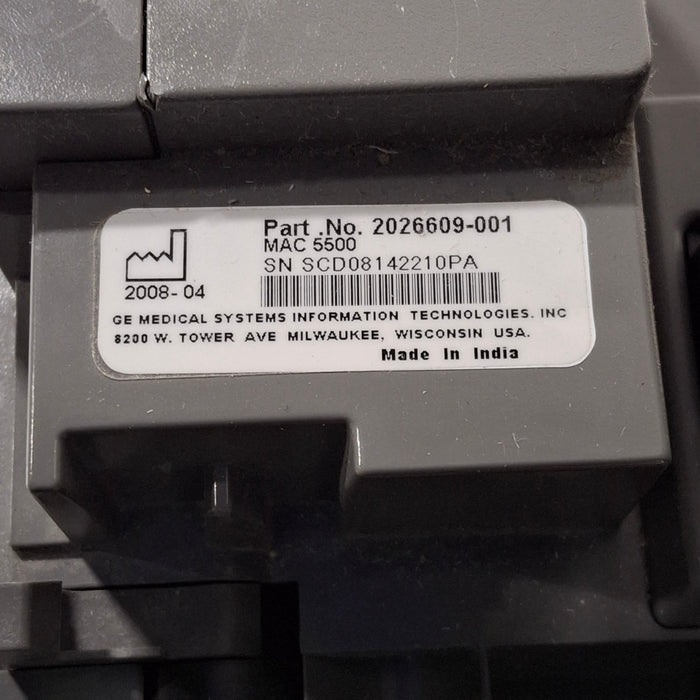 Part .No. 2026609-001
MAC 5500
SN SCD08142210PA
2008-04
GE MEDICAL SYSTEMS INFORMATION TECHNOLOGIES. INC
8200 W. TOWER AVE MILWAUKEE, WISCONSIN USA.
Made In India